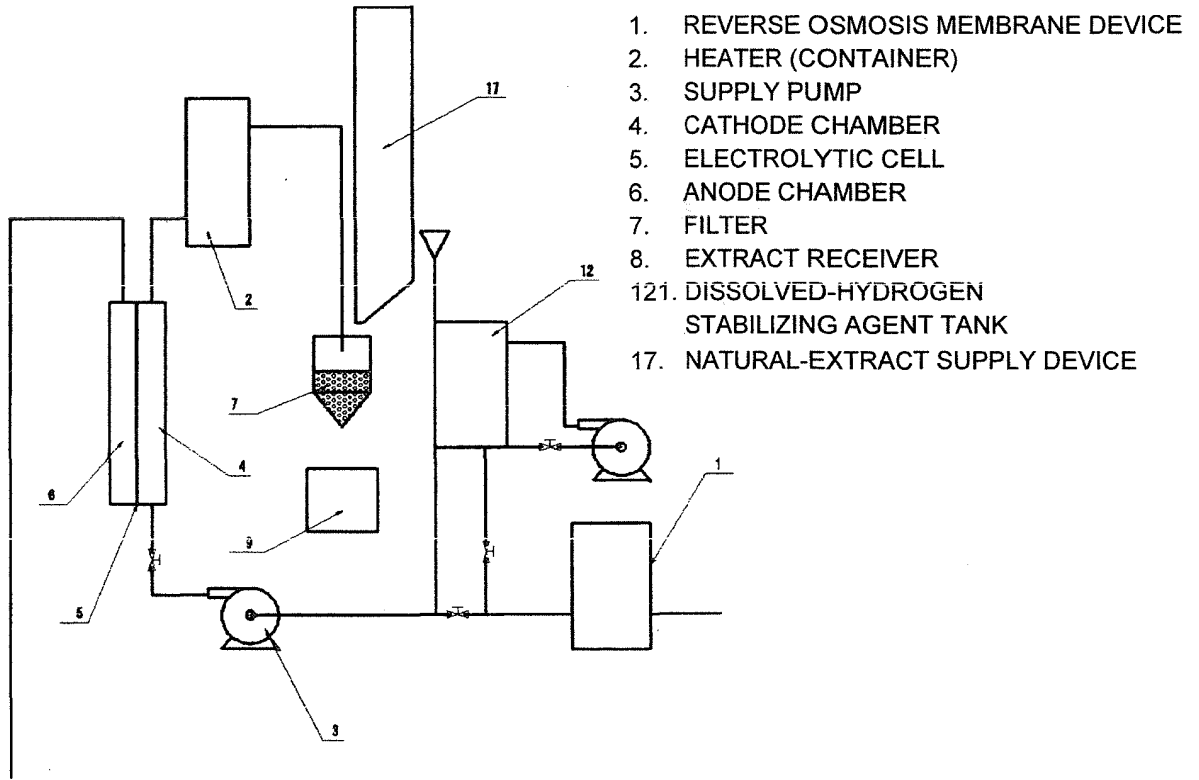 1. REVERSE OSMOSIS MEMBRANE DEVICE
2. HEATER (CONTAINER)
3. SUPPLY PUMP
4. CATHODE CHAMBER
5. ELECTROLYTIC CELL
6. ANODE CHAMBER
7. FILTER
8. EXTRACT RECEIVER
121. DISSOLVED-HYDROGEN
STABILIZING AGENT TANK
17. NATURAL-EXTRACT SUPPLY DEVICE
17
12
2
7
4
6
1
9
5
3